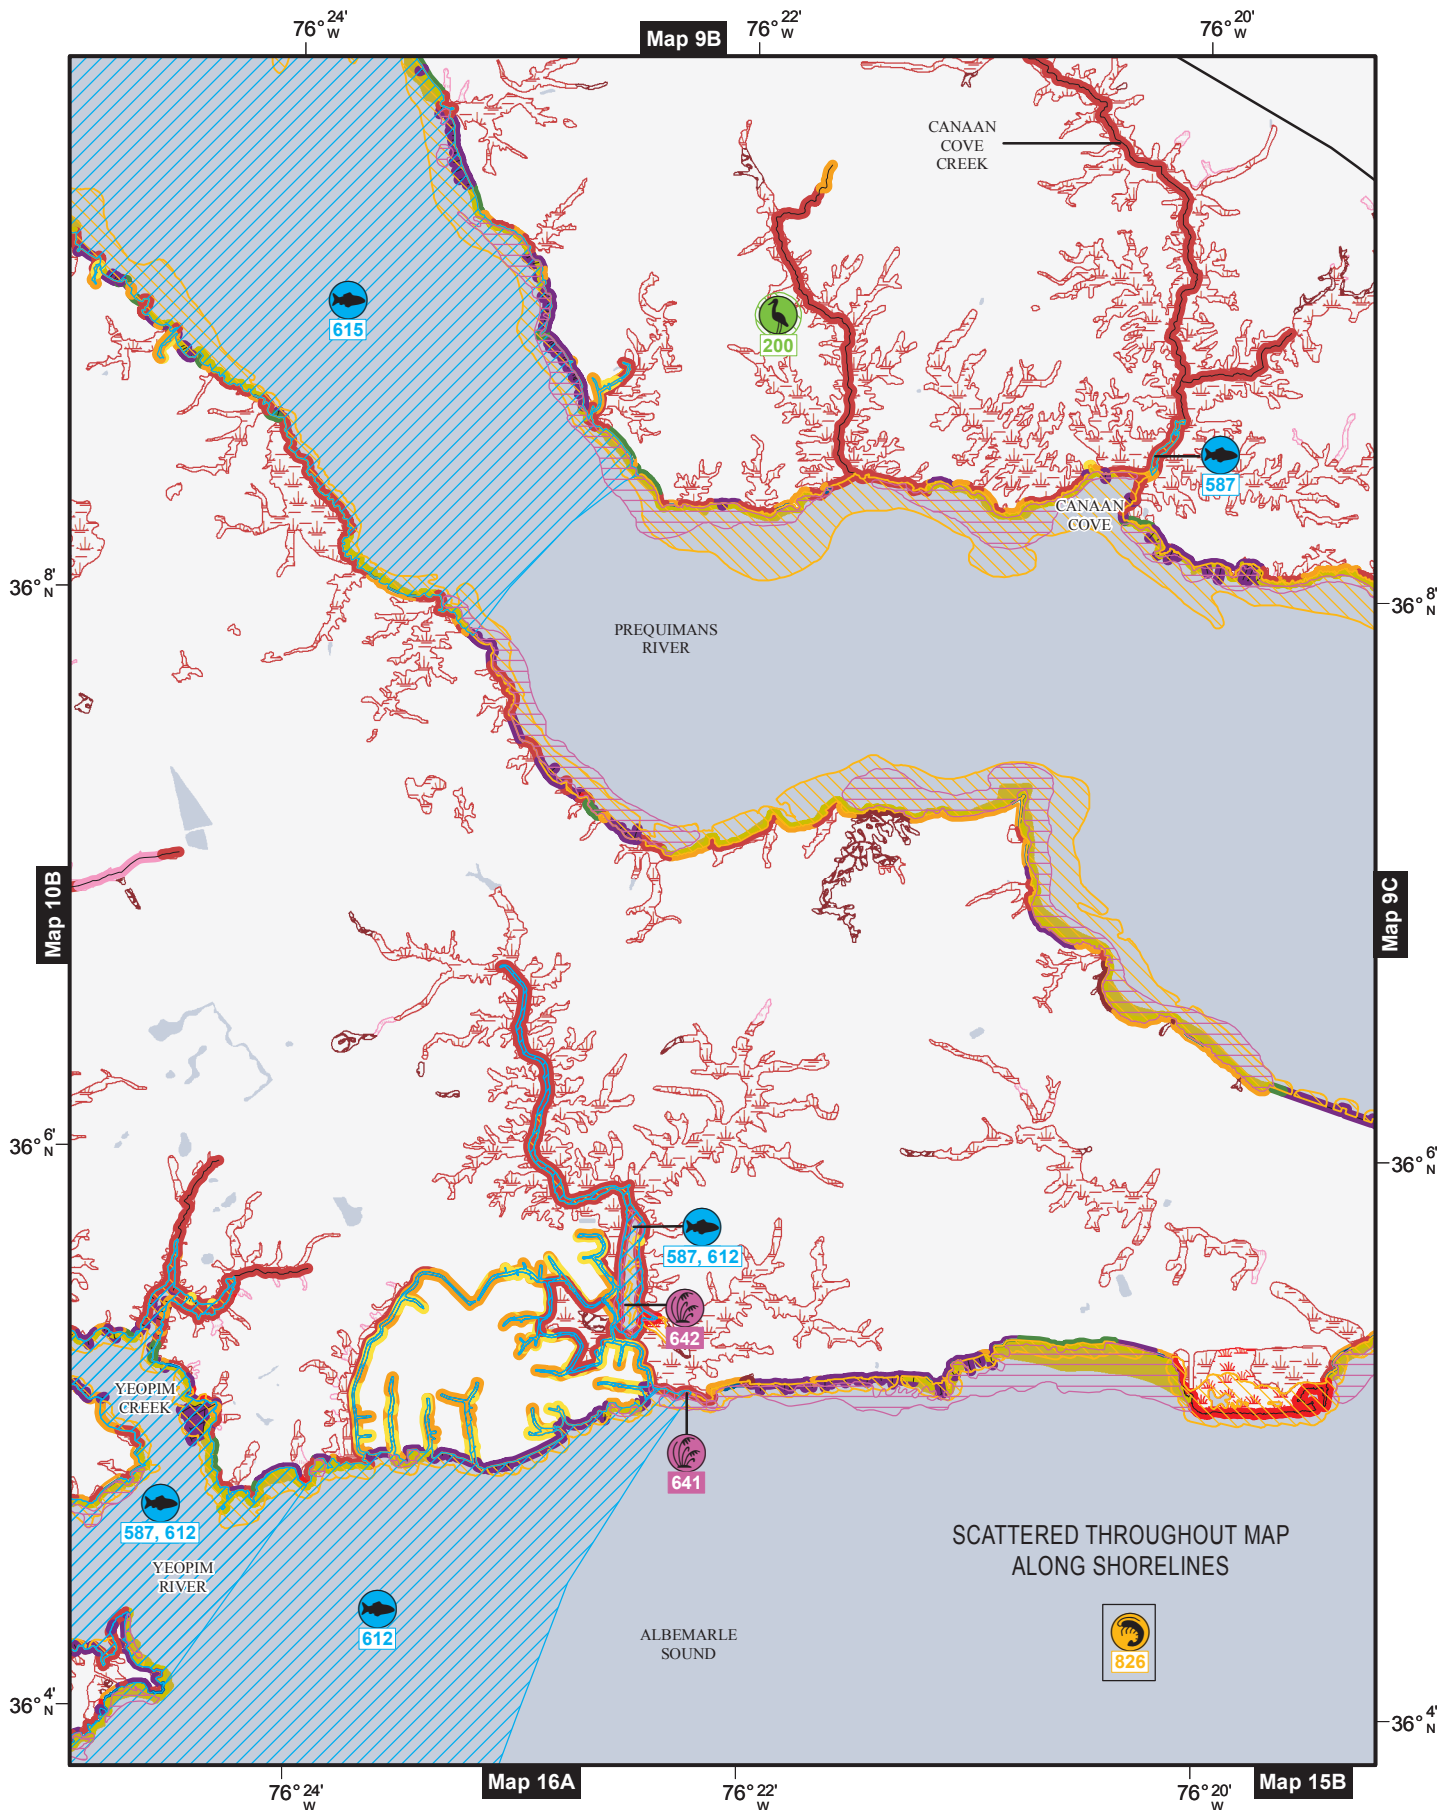 76° 24' W
Map 9B
76° 22' W
76° 20' W
CANAAN
COVE
CREEK
615
200
587
CANAAN
COVE
36° 8' N
36° 8' N
PREQUIMANS
RIVER
Map 10B
Map 9C
36° 6' N
36° 6' N
587, 612
642
YEOPIM
CREEK
641
587, 612
SCATTERED THROUGHOUT MAP
ALONG SHORELINES
YEOPIM
RIVER
612
ALBEMARLE
SOUND
826
36° 4' N
36° 4' N
76° 24' W
Map 16A
76° 22' W
76° 20' W
Map 15B